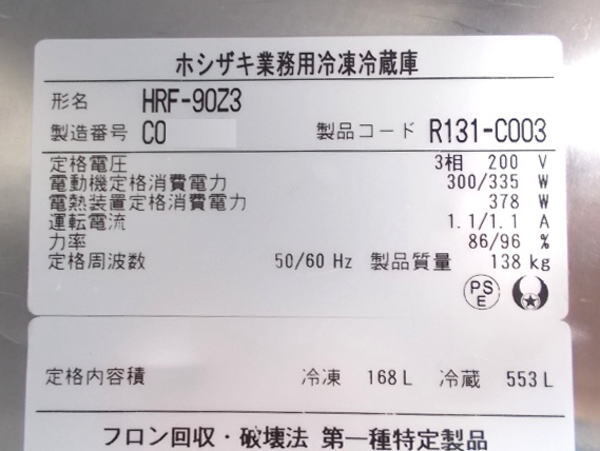 ホシザキ業務用冷凍冷蔵庫
形名 HRF-90Z3
製造番号 C0 製品コード R131-C003
定格電圧 3相 200 V
電動機定格消費電力 300/335 W
電熱装置定格消費電力 378 W
運転電流 1.1/1.1 A
力率 86/96 %
定格周波数 50/60 Hz 製品質量 138 kg
PS
E
定格内容積 冷凍 168 L 冷蔵 553 L
フロン回収・破壊法 第一種特定製品